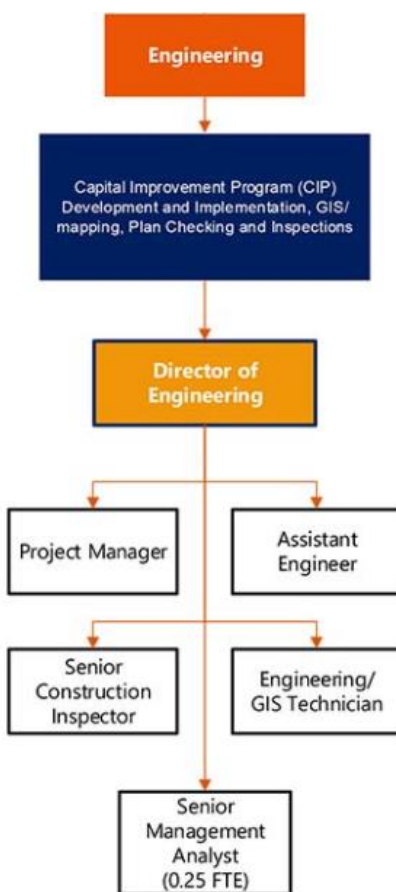 Engineering
Capital Improvement Program (CIP)
Development and Implementation, GIS/
mapping, Plan Checking and Inspections
Director of
Engineering
Project Manager
Assistant
Engineer
Senior
Construction
Inspector
Engineering/
GIS Technician
Senior
Management
Analyst
(0.25 FTE)